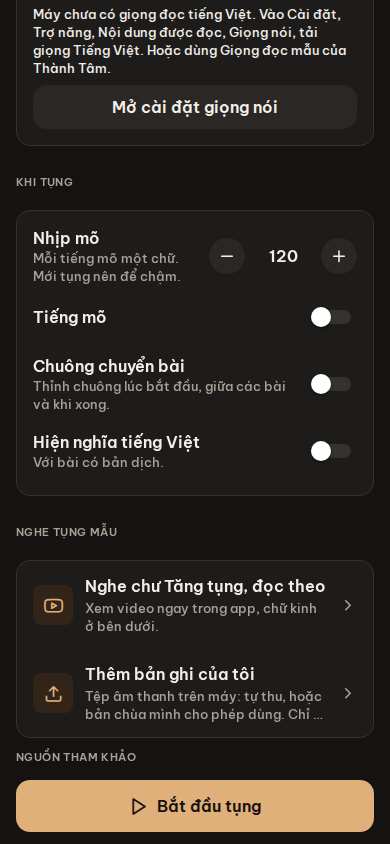 Máy chưa có giọng đọc tiếng Việt. Vào Cài đặt,
Trợ năng, Nội dung được đọc, Giọng nói, tải
giọng Tiếng Việt. Hoặc dùng Giọng đọc mẫu của
Thành Tâm.
Mở cài đặt giọng nói
KHI TỤNG
Nhịp mõ
Mỗi tiếng mõ một chữ.
Mới tụng nên để chậm.
120
Tiếng mõ
Chuông chuyển bài
Thỉnh chuông lúc bắt đầu, giữa các bài
và khi xong.
Hiện nghĩa tiếng Việt
Với bài có bản dịch.
NGHE TỤNG MẪU
Nghe chư Tăng tụng, đọc theo
Xem video ngay trong app, chữ kinh
ở bên dưới.
Thêm bản ghi của tôi
Tệp âm thanh trên máy: tự thu, hoặc
bản chùa mình cho phép dùng. Chỉ ...
NGUỒN THAM KHẢO
Bắt đầu tụng